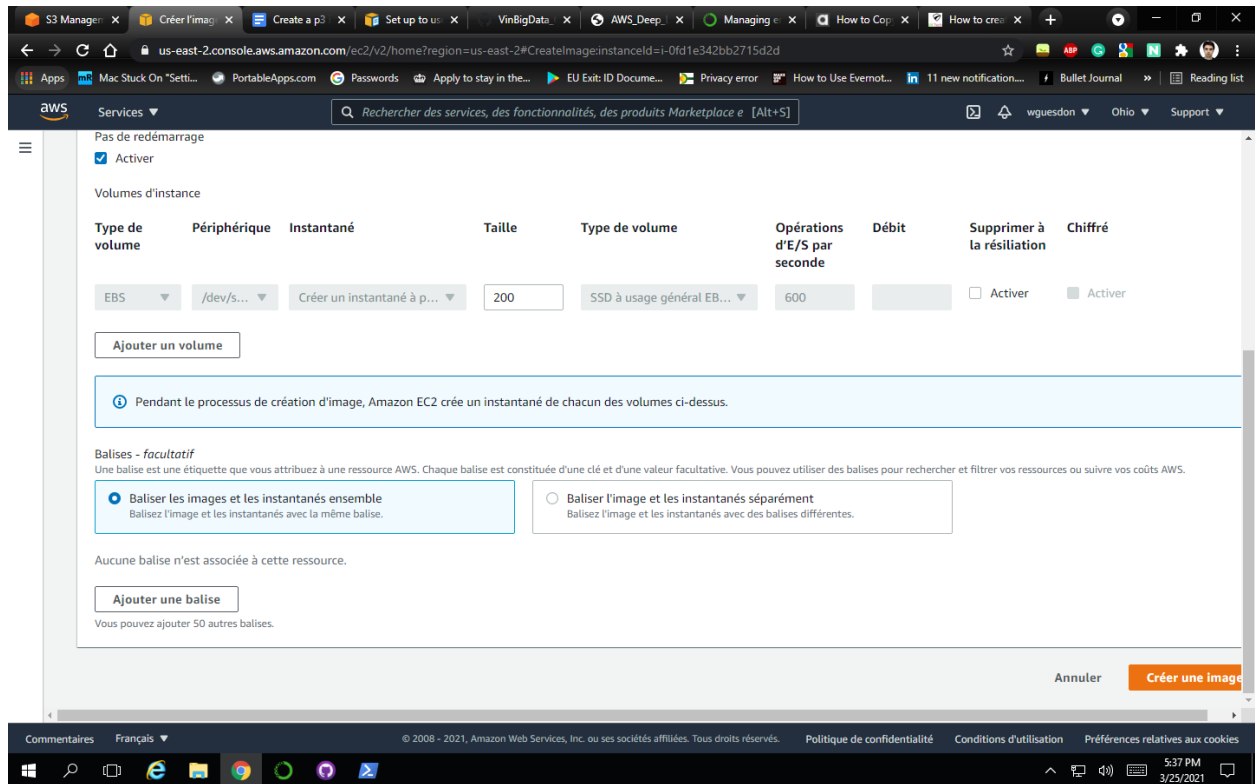 S3 Manager
Créer l'image
Create a p3
Set up to us
VinBigData_
AWS_Deep_
Managing e
How to Cop
How to crea
us-east-2.console.aws.amazon.com/ec2/v2/home?region=us-east-2#CreateImage:instanceId=i-0fd1e342bb2715d2d
ABP
Apps
Mac Stuck On "Setti...
PortableApps.com
Passwords
Apply to stay in the...
EU Exit: ID Docume...
Privacy error
How to Use Evernot...
11 new notification....
Bullet Journal
»
Reading list
aws
Services
Rechercher des services, des fonctionnalités, des produits Marketplace e [Alt+S]
wguesdon
Ohio
Support
Pas de redémarrage
Activer
Volumes d'instance
Type de volume
Périphérique
Instantané
Taille
Type de volume
Opérations d'E/S par seconde
Débit
Supprimer à la résiliation
Chiffré
EBS
/dev/s...
Créer un instantané à p...
200
SSD à usage général EB...
600
Activer
Activer
Ajouter un volume
Pendant le processus de création d'image, Amazon EC2 crée un instantané de chacun des volumes ci-dessus.
Balises - facultatif
Une balise est une étiquette que vous attribuez à une ressource AWS. Chaque balise est constituée d'une clé et d'une valeur facultative. Vous pouvez utiliser des balises pour rechercher et filtrer vos ressources ou suivre vos coûts AWS.
Baliser les images et les instantanés ensemble
Balisez l'image et les instantanés avec la même balise.
Baliser l'image et les instantanés séparément
Balisez l'image et les instantanés avec des balises différentes.
Aucune balise n'est associée à cette ressource.
Ajouter une balise
Vous pouvez ajouter 50 autres balises.
Annuler
Créer une image
Commentaires
Français
© 2008 - 2021, Amazon Web Services, Inc. ou ses sociétés affiliées. Tous droits réservés.
Politique de confidentialité
Conditions d'utilisation
Préférences relatives aux cookies
5:37 PM
3/25/2021